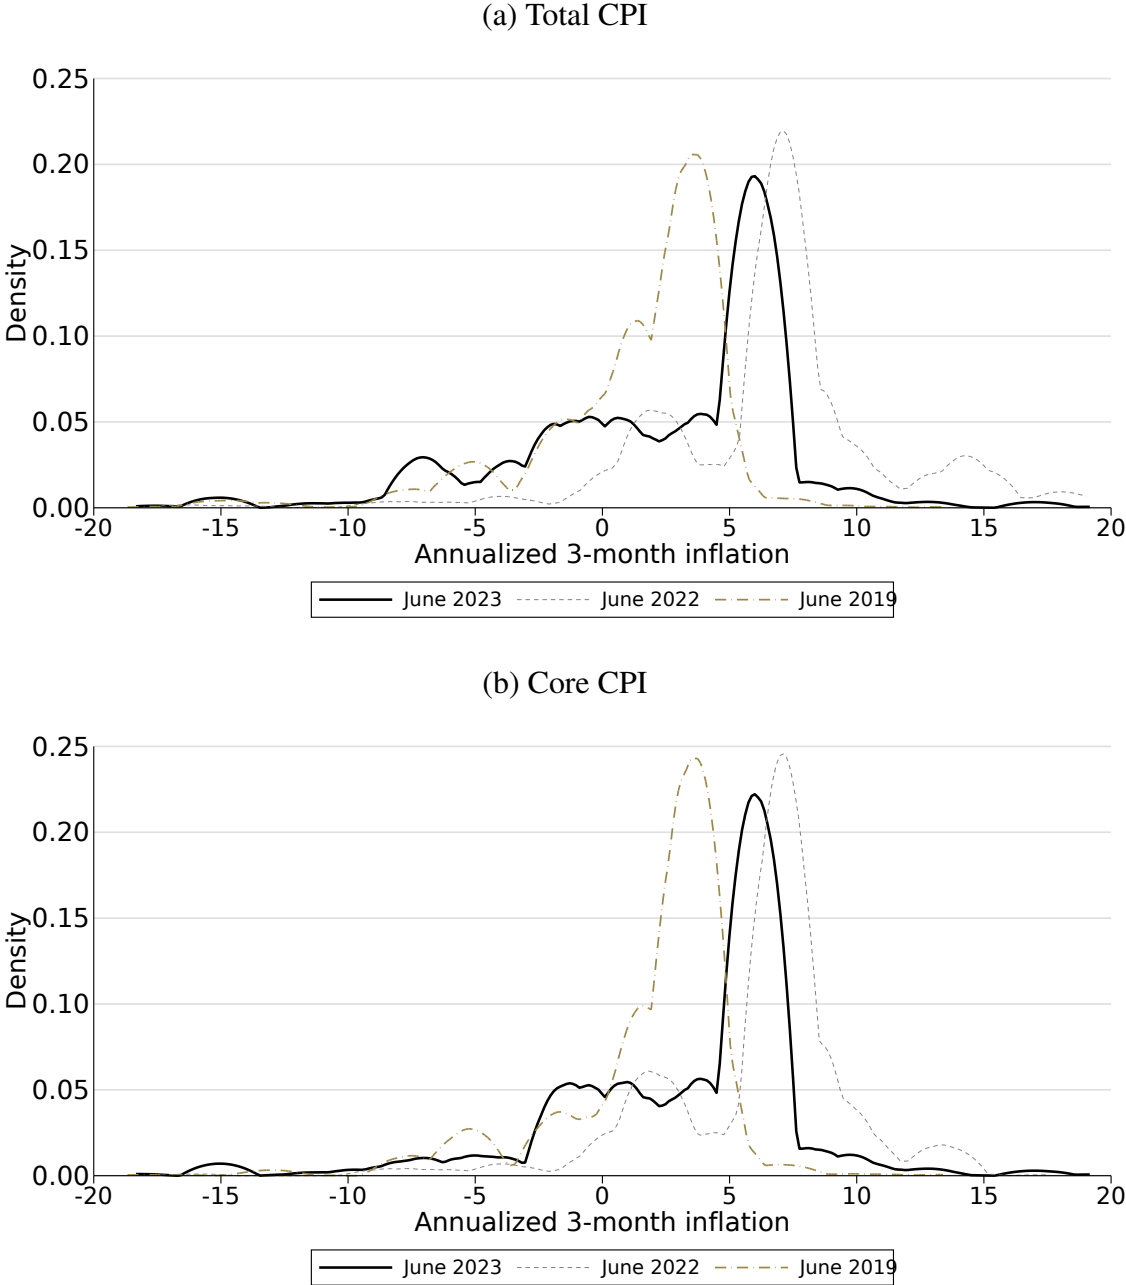 (a) Total CPI
0.25
0.20
0.15
0.10
0.05
0.00
Density
-20 -15 -10 -5 0 5 10 15 20
Annualized 3-month inflation
June 2023 June 2022 June 2019
(b) Core CPI
0.25
0.20
0.15
0.10
0.05
0.00
Density
-20 -15 -10 -5 0 5 10 15 20
Annualized 3-month inflation
June 2023 June 2022 June 2019